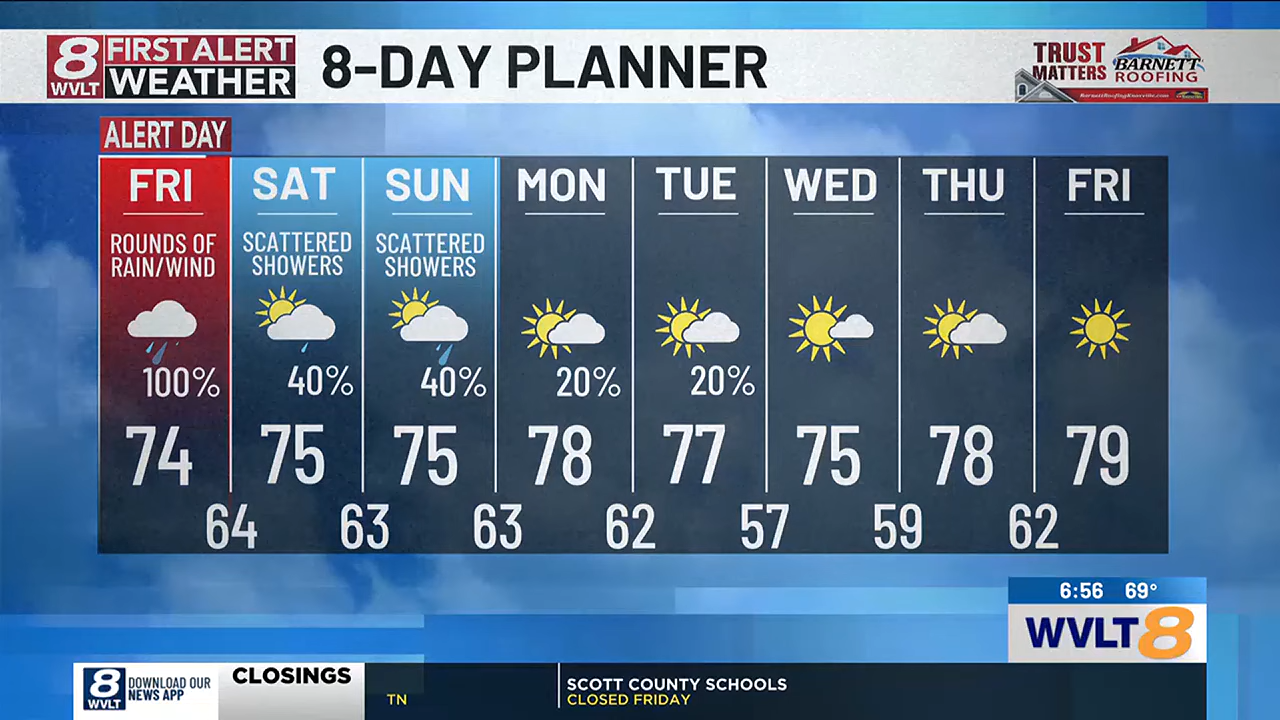 8 FIRST ALERT
WVLT WEATHER
8-DAY PLANNER
TRUST
MATTERS
BARNETT
ROOFING
BarnettRoofingKnoxville.com
ALERT DAY
FRI SAT SUN MON TUE WED THU FRI
ROUNDS OF RAIN/WIND
SCATTERED SHOWERS
SCATTERED SHOWERS
100% 40% 40% 20% 20%
74 75 75 78 77 75 78 79
64 63 63 62 57 59 62
6:56 69°
WVLT 8
8
WVLT
DOWNLOAD OUR
NEWS APP
CLOSINGS
TN
SCOTT COUNTY SCHOOLS
CLOSED FRIDAY